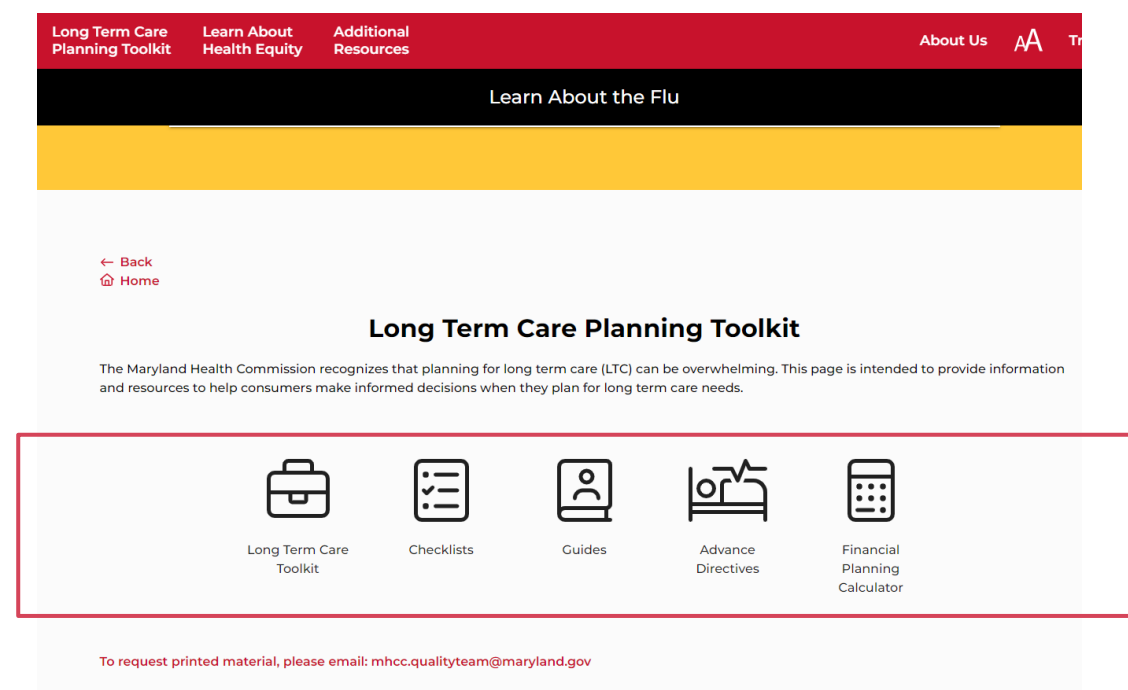 Long Term Care
Planning Toolkit
Learn About
Health Equity
Additional
Resources
About Us
AA
Learn About the Flu
← Back
Home
Long Term Care Planning Toolkit
The Maryland Health Commission recognizes that planning for long term care (LTC) can be overwhelming. This page is intended to provide information
and resources to help consumers make informed decisions when they plan for long term care needs.
Long Term Care
Toolkit
Checklists
Guides
Advance
Directives
Financial
Planning
Calculator
To request printed material, please email: mhcc.qualityteam@maryland.gov